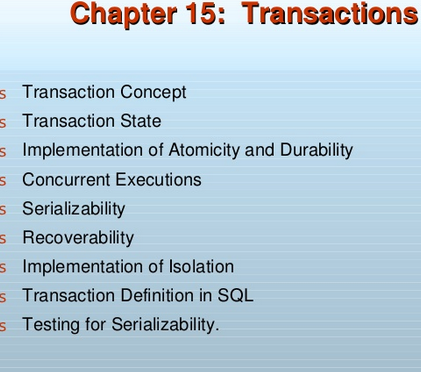 Chapter 15: Transactions
s Transaction Concept
s Transaction State
s Implementation of Atomicity and Durability
s Concurrent Executions
s Serializability
s Recoverability
s Implementation of Isolation
s Transaction Definition in SQL
s Testing for Serializability.